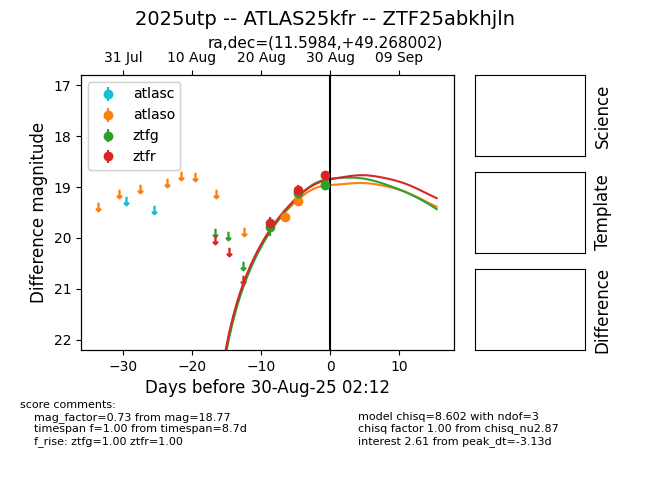 2025utp -- ATLAS25kfr -- ZTF25abkhjln
ra,dec=(11.5984,+49.268002)
31 Jul 10 Aug 20 Aug 30 Aug 09 Sep
atlasc
atlaso
ztfg
ztfr
17
18
19
20
21
22
Difference magnitude
−30 −20 −10 0 10
Days before 30-Aug-25 02:12
Science
Template
Difference
score comments:
mag_factor=0.73 from mag=18.77
timespan f=1.00 from timespan=8.7d
f_rise: ztfg=1.00 ztfr=1.00
model chisq=8.602 with ndof=3
chisq factor 1.00 from chisq_nu2.87
interest 2.61 from peak_dt=-3.13d